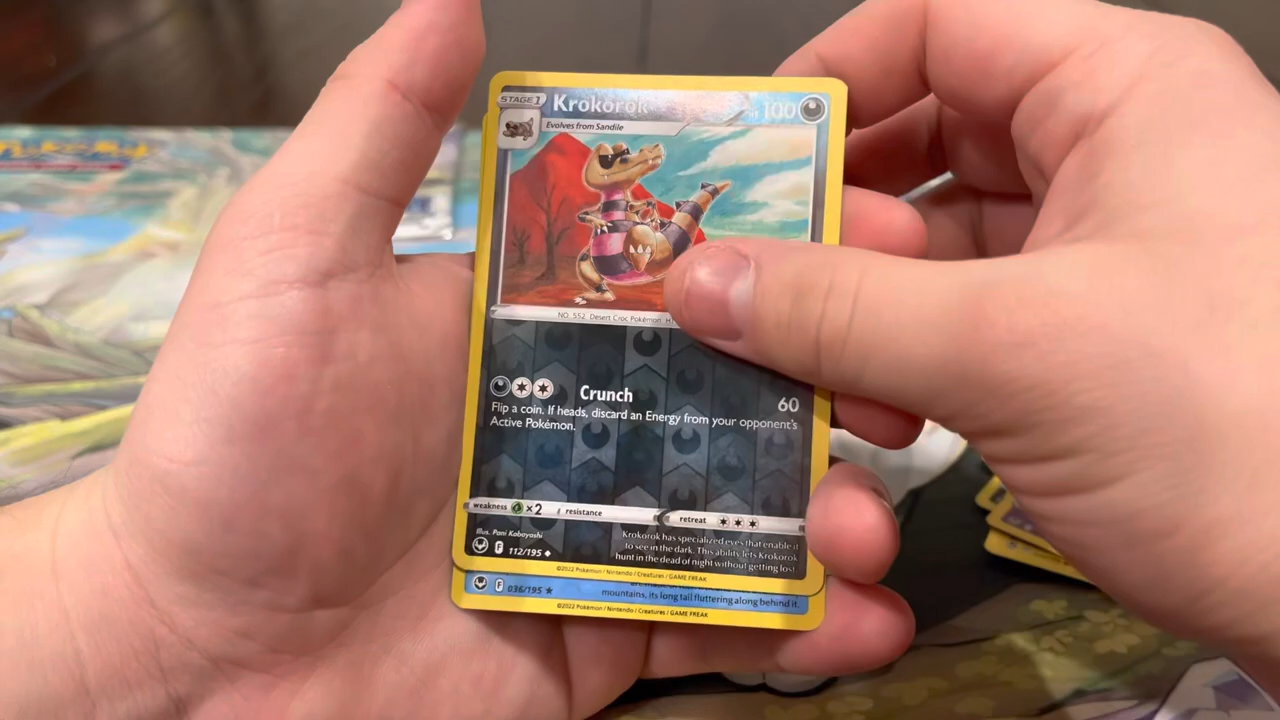 STAGE 1
Krokorok
HP 100
Evolves from Sandile
NO. 552 Desert Croc Pokémon
Crunch 60
Flip a coin. If heads, discard an Energy from your opponent's
Active Pokémon.
weakness ×2 resistance
retreat
Illus. Pani Kobayashi
F 112/195
Krokorok has specialized eyes that enable it
to see in the dark. This ability lets Krokorok
hunt in the dead of night without getting lost.
©2022 Pokémon / Nintendo / Creatures / GAME FREAK
F 036/195
mountains, its long tail fluttering along behind it.
©2022 Pokémon / Nintendo / Creatures / GAME FREAK